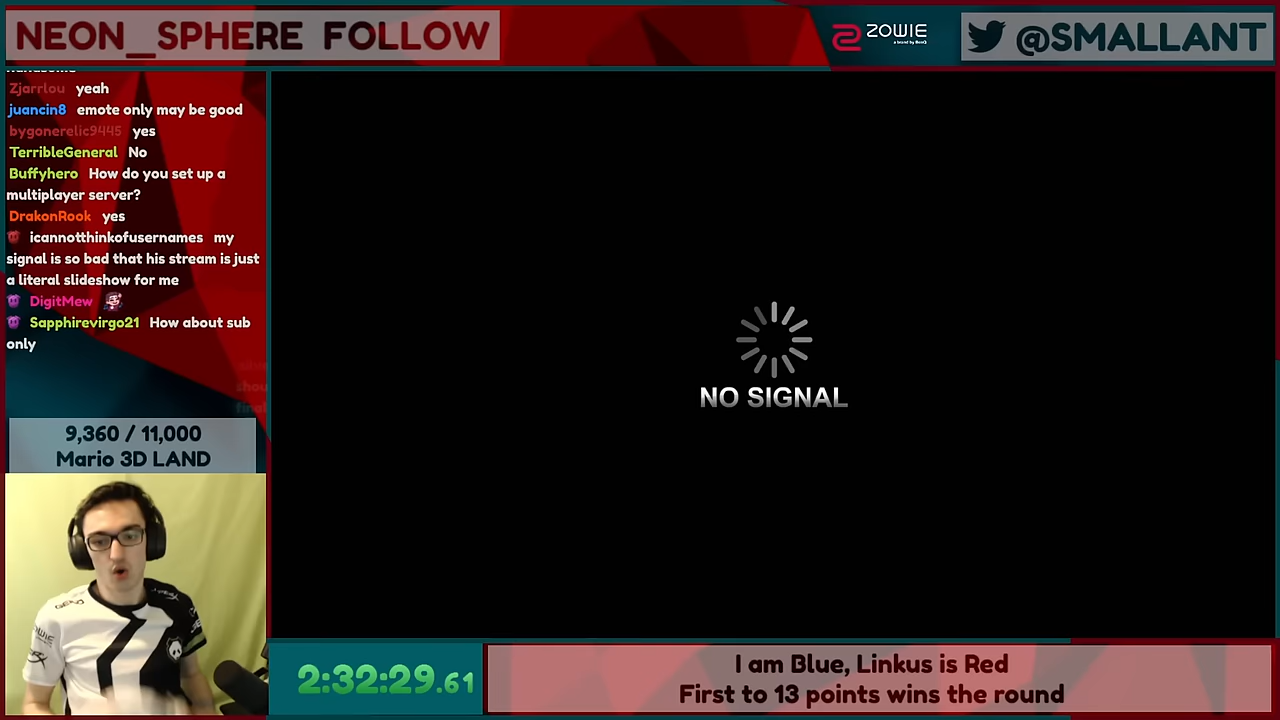 NEON_SPHERE FOLLOW
ZOWIE
a brand by BenQ
@SMALLANT
Zjarrlou yeah
juancin8 emote only may be good
bygonerelic9445 yes
TerribleGeneral No
Buffyhero How do you set up a
multiplayer server?
DrakonRook yes
icannotthinkofusernames my
signal is so bad that his stream is just
a literal slideshow for me
DigitMew
Sapphirevirgo21 How about sub
only
9,360 / 11,000
Mario 3D LAND
NO SIGNAL
2:32:29.61
I am Blue, Linkus is Red
First to 13 points wins the round